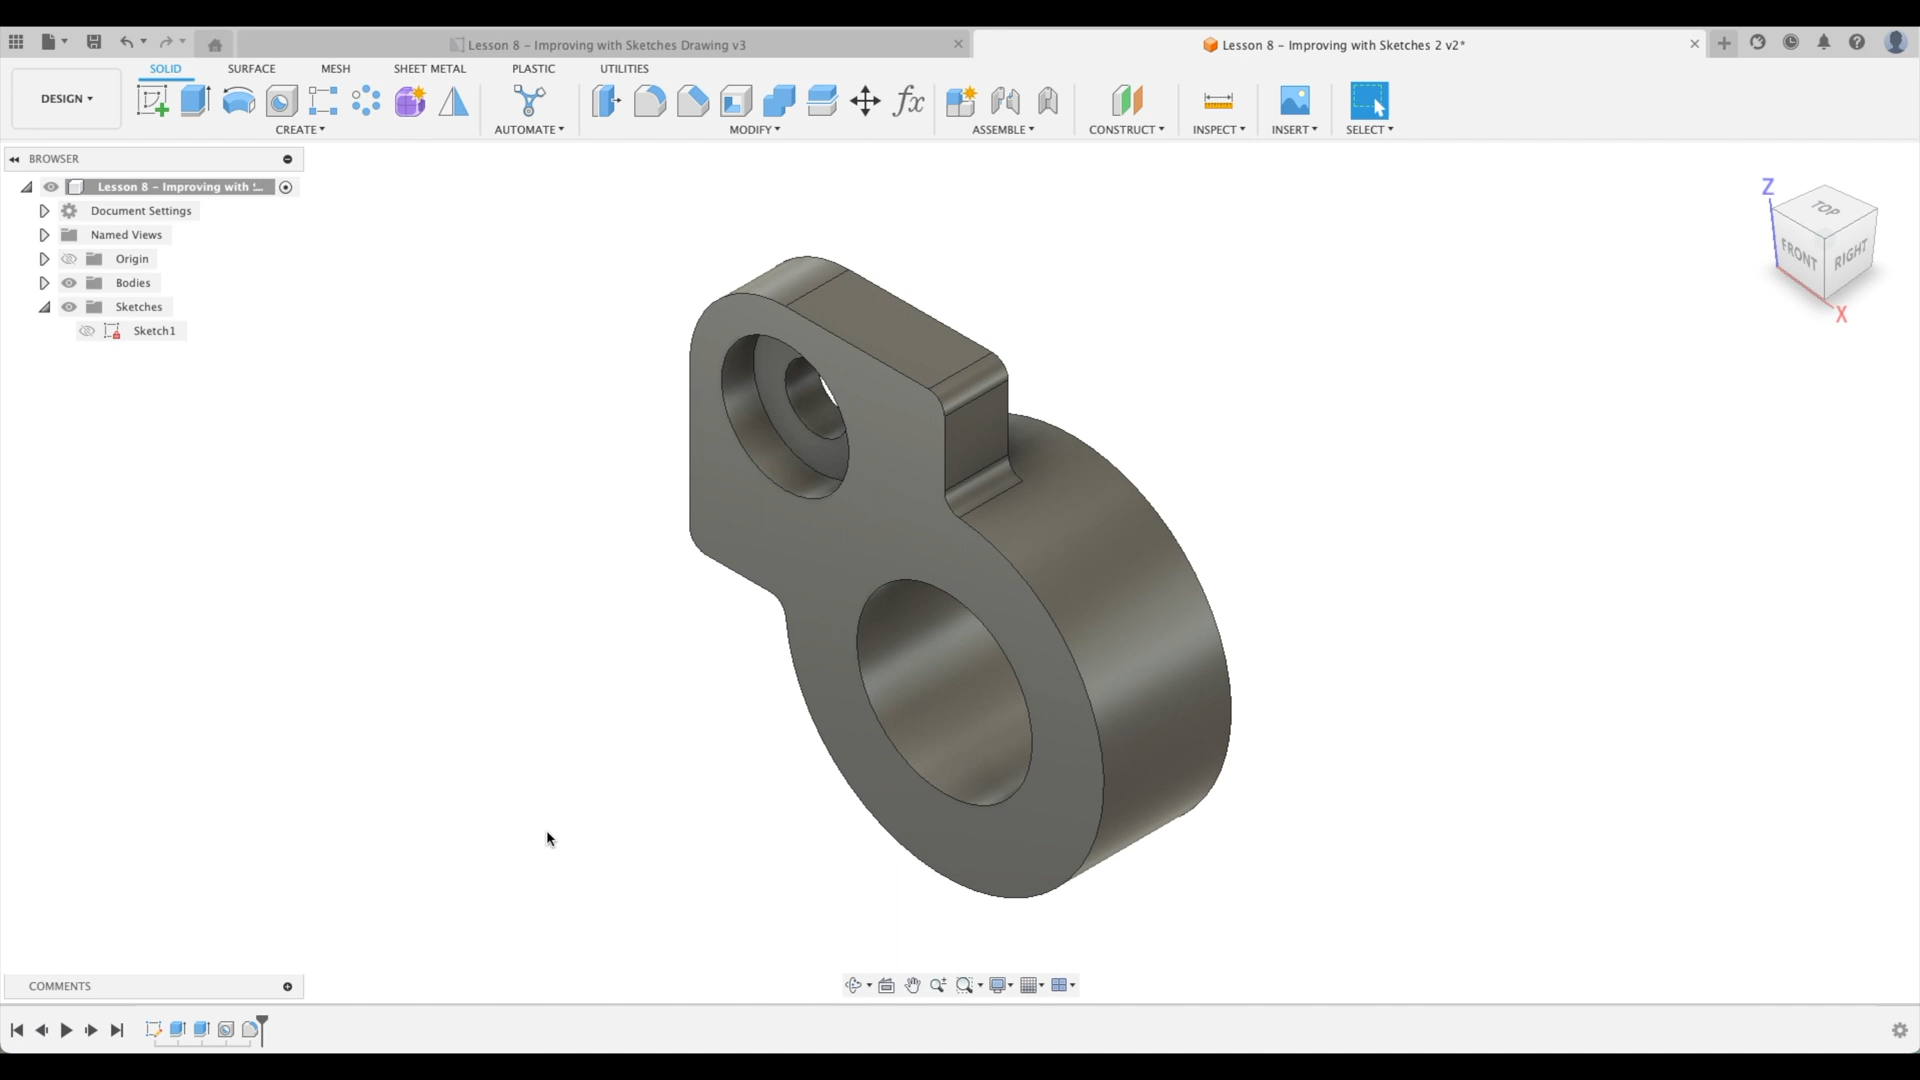 Lesson 8 – Improving with Sketches Drawing v3
Lesson 8 – Improving with Sketches 2 v2*
SOLID
SURFACE
MESH
SHEET METAL
PLASTIC
UTILITIES
DESIGN
CREATE
AUTOMATE
MODIFY
ASSEMBLE
CONSTRUCT
INSPECT
INSERT
SELECT
BROWSER
Lesson 8 – Improving with S...
Document Settings
Named Views
Origin
Bodies
Sketches
Sketch1
Z
TOP
FRONT
RIGHT
X
COMMENTS